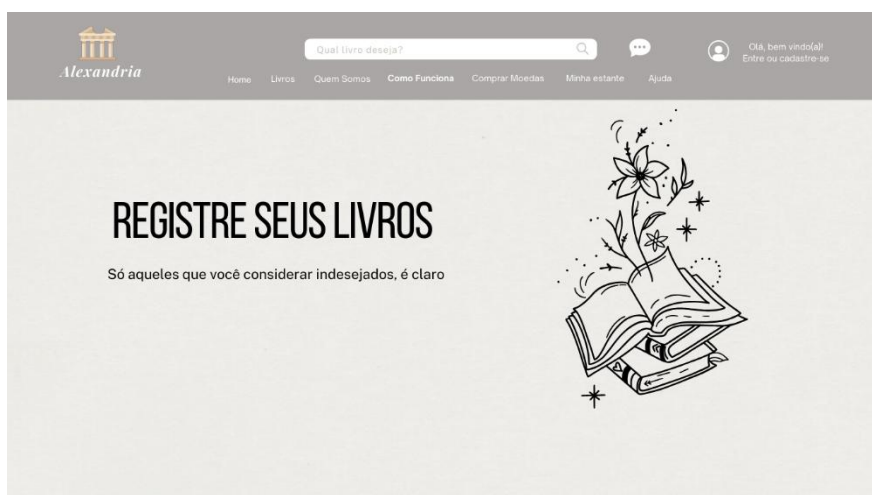 Qual livro deseja?
Olá, bem vindo(a)!
Entre ou cadastre-se
Alexandria
Home Livros Quem Somos Como Funciona Comprar Moedas Minha estante Ajuda
REGISTRE SEUS LIVROS
Só aqueles que você considerar indesejados, é claro